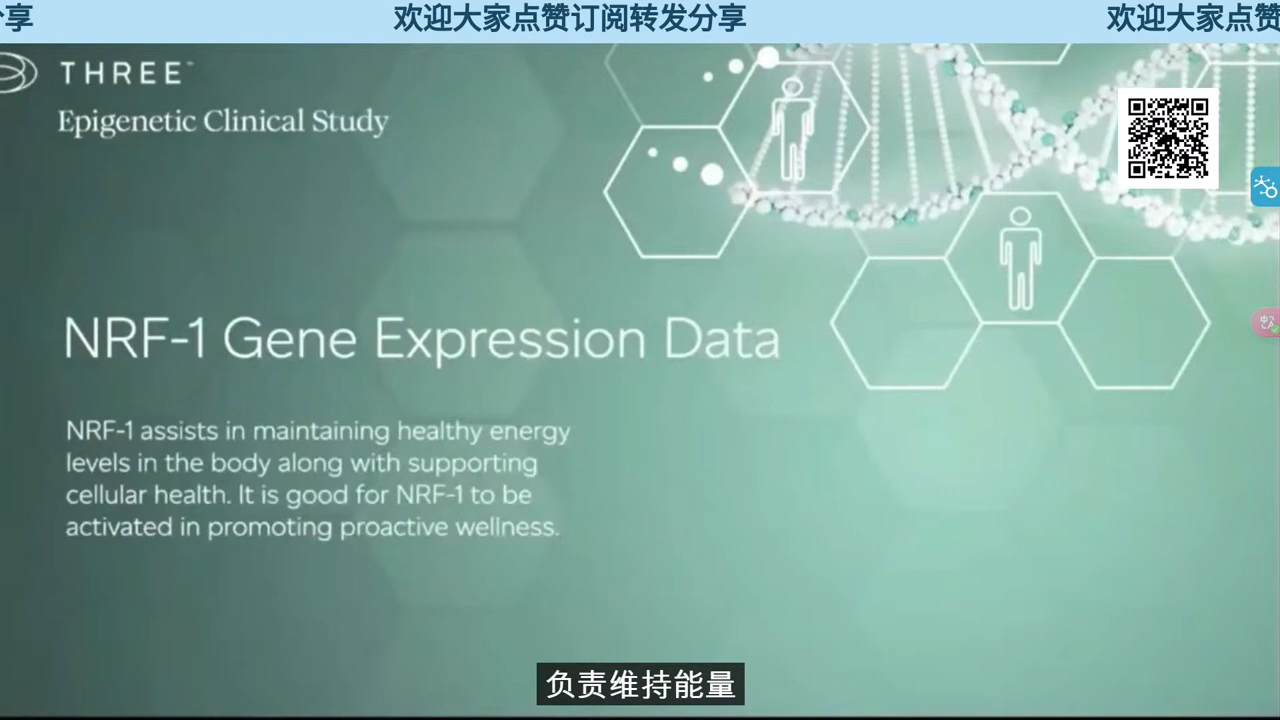 分享
欢迎大家点赞订阅转发分享
欢迎大家点赞
THREE
Epigenetic Clinical Study
NRF-1 Gene Expression Data
NRF-1 assists in maintaining healthy energy
levels in the body along with supporting
cellular health. It is good for NRF-1 to be
activated in promoting proactive wellness.
负责维持能量